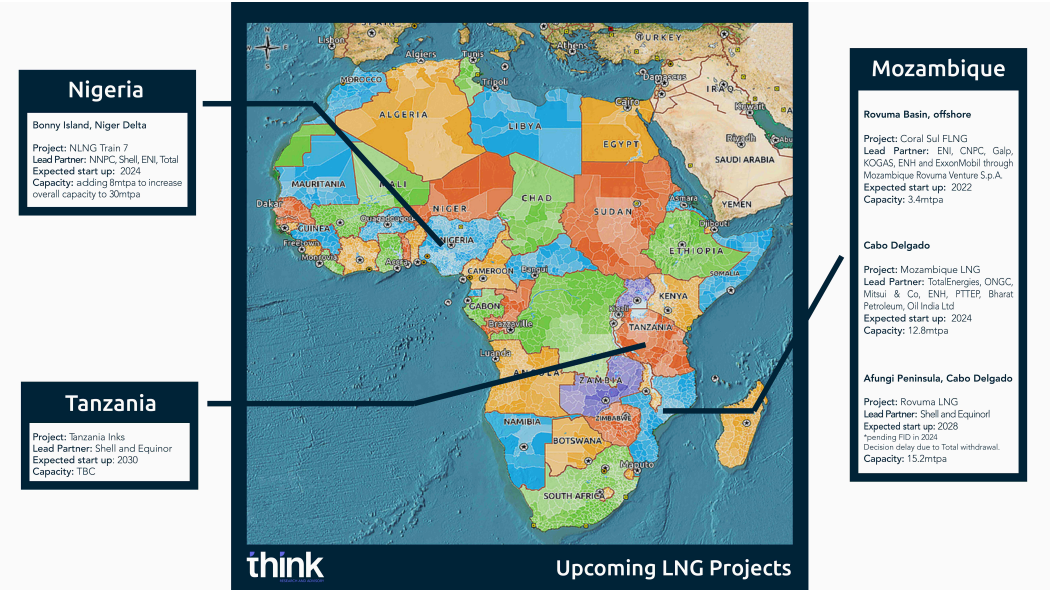 Nigeria
Bonny Island, Niger Delta
Project: NLNG Train 7
Lead Partner: NNPC, Shell, ENI, Total
Expected start up: 2024
Capacity: adding 8mtpa to increase
overall capacity to 30mtpa
Tanzania
Project: Tanzania lnks
Lead Partner: Shell and Equinor
Expected start up: 2030
Capacity: TBC
N
E
Lisbon
Algiers
Tunis
Athens
TURKEY
Tripoli
Damascus
IRAQ
MOROCCO
Cairo
Kuwait
ALGERIA
LIBYA
EGYPT
Riyadh
Abu
SAUDI ARABIA
MAURITANIA
MALI
NIGER
CHAD
SUDAN
Asmara
YEMEN
Dakar
Ouagadougou
Djibouti
GUINEA
NIGERIA
ETHIOPIA
Freetown
Monrovia
Accra
CAMEROON
Bangui
SOMALIA
GABON
Kigali
KENYA
Brazzaville
TANZANIA
Luanda
ANGOLA
ZAMBIA
ZIMBABWE
NAMIBIA
BOTSWANA
Maputo
SOUTH AFRICA
think
RESEARCH AND ADVISORY
Upcoming LNG Projects
Mozambique
Rovuma Basin, offshore
Project: Coral Sul FLNG
Lead Partner: ENI, CNPC, Galp,
KOGAS, ENH and ExxonMobil through
Mozambique Rovuma Venture S.p.A.
Expected start up: 2022
Capacity: 3.4mtpa
Cabo Delgado
Project: Mozambique LNG
Lead Partner: TotalEnergies, ONGC,
Mitsui & Co, ENH, PTTEP, Bharat
Petroleum, Oil India Ltd
Expected start up: 2024
Capacity: 12.8mtpa
Afungi Peninsula, Cabo Delgado
Project: Rovuma LNG
Lead Partner: Shell and Equinorl
Expected start up: 2028
*pending FID in 2024
Decision delay due to Total withdrawal.
Capacity: 15.2mtpa